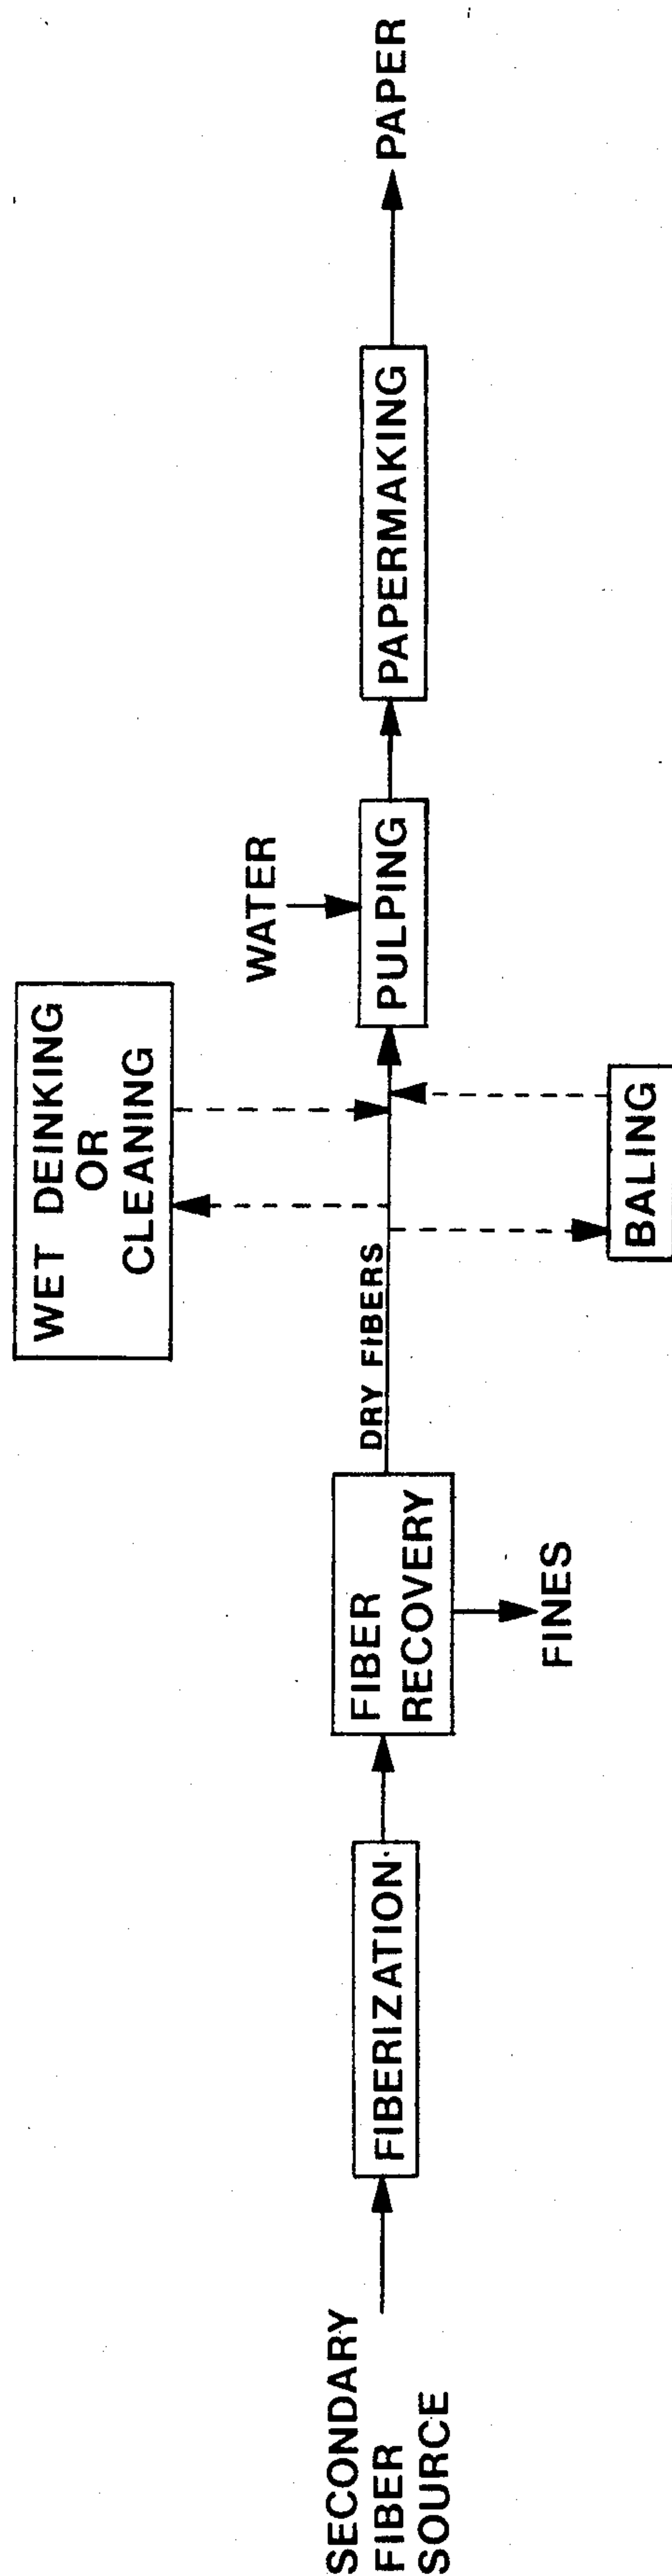 SECONDARY
FIBER
SOURCE
FIBERIZATION
FIBER
RECOVERY
FINES
DRY FIBERS
WET DEINKING
OR
CLEANING
BALING
WATER
PULPING
PAPERMAKING
PAPER